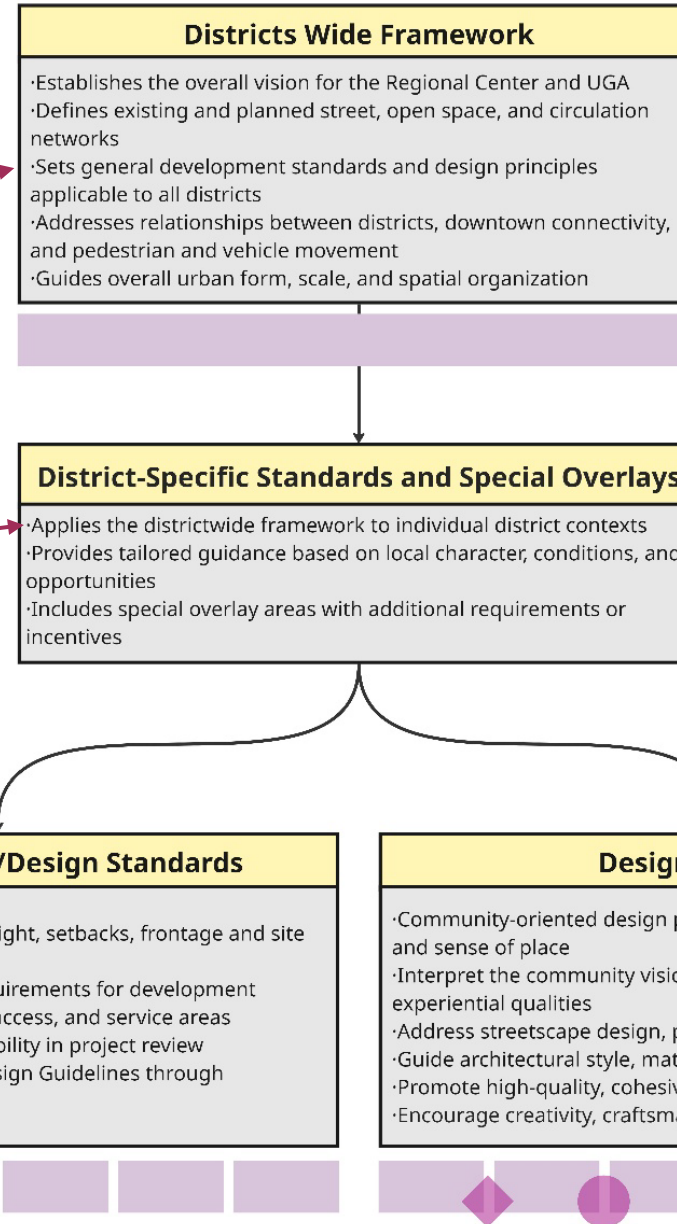 Districts Wide Framework
·Establishes the overall vision for the Regional Center and UGA
·Defines existing and planned street, open space, and circulation
networks
·Sets general development standards and design principles
applicable to all districts
·Addresses relationships between districts, downtown connectivity,
and pedestrian and vehicle movement
·Guides overall urban form, scale, and spatial organization
District-Specific Standards and Special Overlays
·Applies the districtwide framework to individual district contexts
·Provides tailored guidance based on local character, conditions, and
opportunities
·Includes special overlay areas with additional requirements or
incentives
/Design Standards
ight, setbacks, frontage and site
uirements for development
access, and service areas
bility in project review
sign Guidelines through
Design
·Community-oriented design p
and sense of place
·Interpret the community visio
experiential qualities
·Address streetscape design, p
·Guide architectural style, mat
·Promote high-quality, cohesiv
·Encourage creativity, craftsma